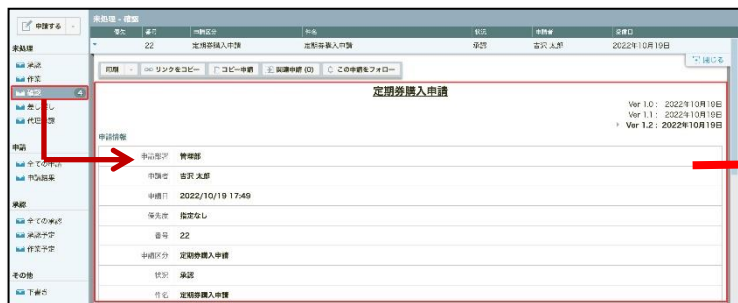 申請する
未処理
承認
作業
確認 4
差し戻し
代理申請
申請
全ての申請
申請結果
承認
全ての承認
承認予定
作業予定
その他
下書き
未処理 - 確認
優先 番号 申請区分 件名 状況 申請者 受信日
22 定期券購入申請 定期券購入申請 承認 吉沢 太郎 2022年10月19日
閉じる
印刷 リンクをコピー コピー申請 関連申請 (0) この申請をフォロー
定期券購入申請
Ver 1.0 : 2022年10月19日
Ver 1.1 : 2022年10月19日
Ver 1.2 : 2022年10月19日
申請情報
申請部署 管理部
申請者 吉沢 太郎
申請日 2022/10/19 17:49
優先度 指定なし
番号 22
申請区分 定期券購入申請
状況 承認
件名 定期券購入申請